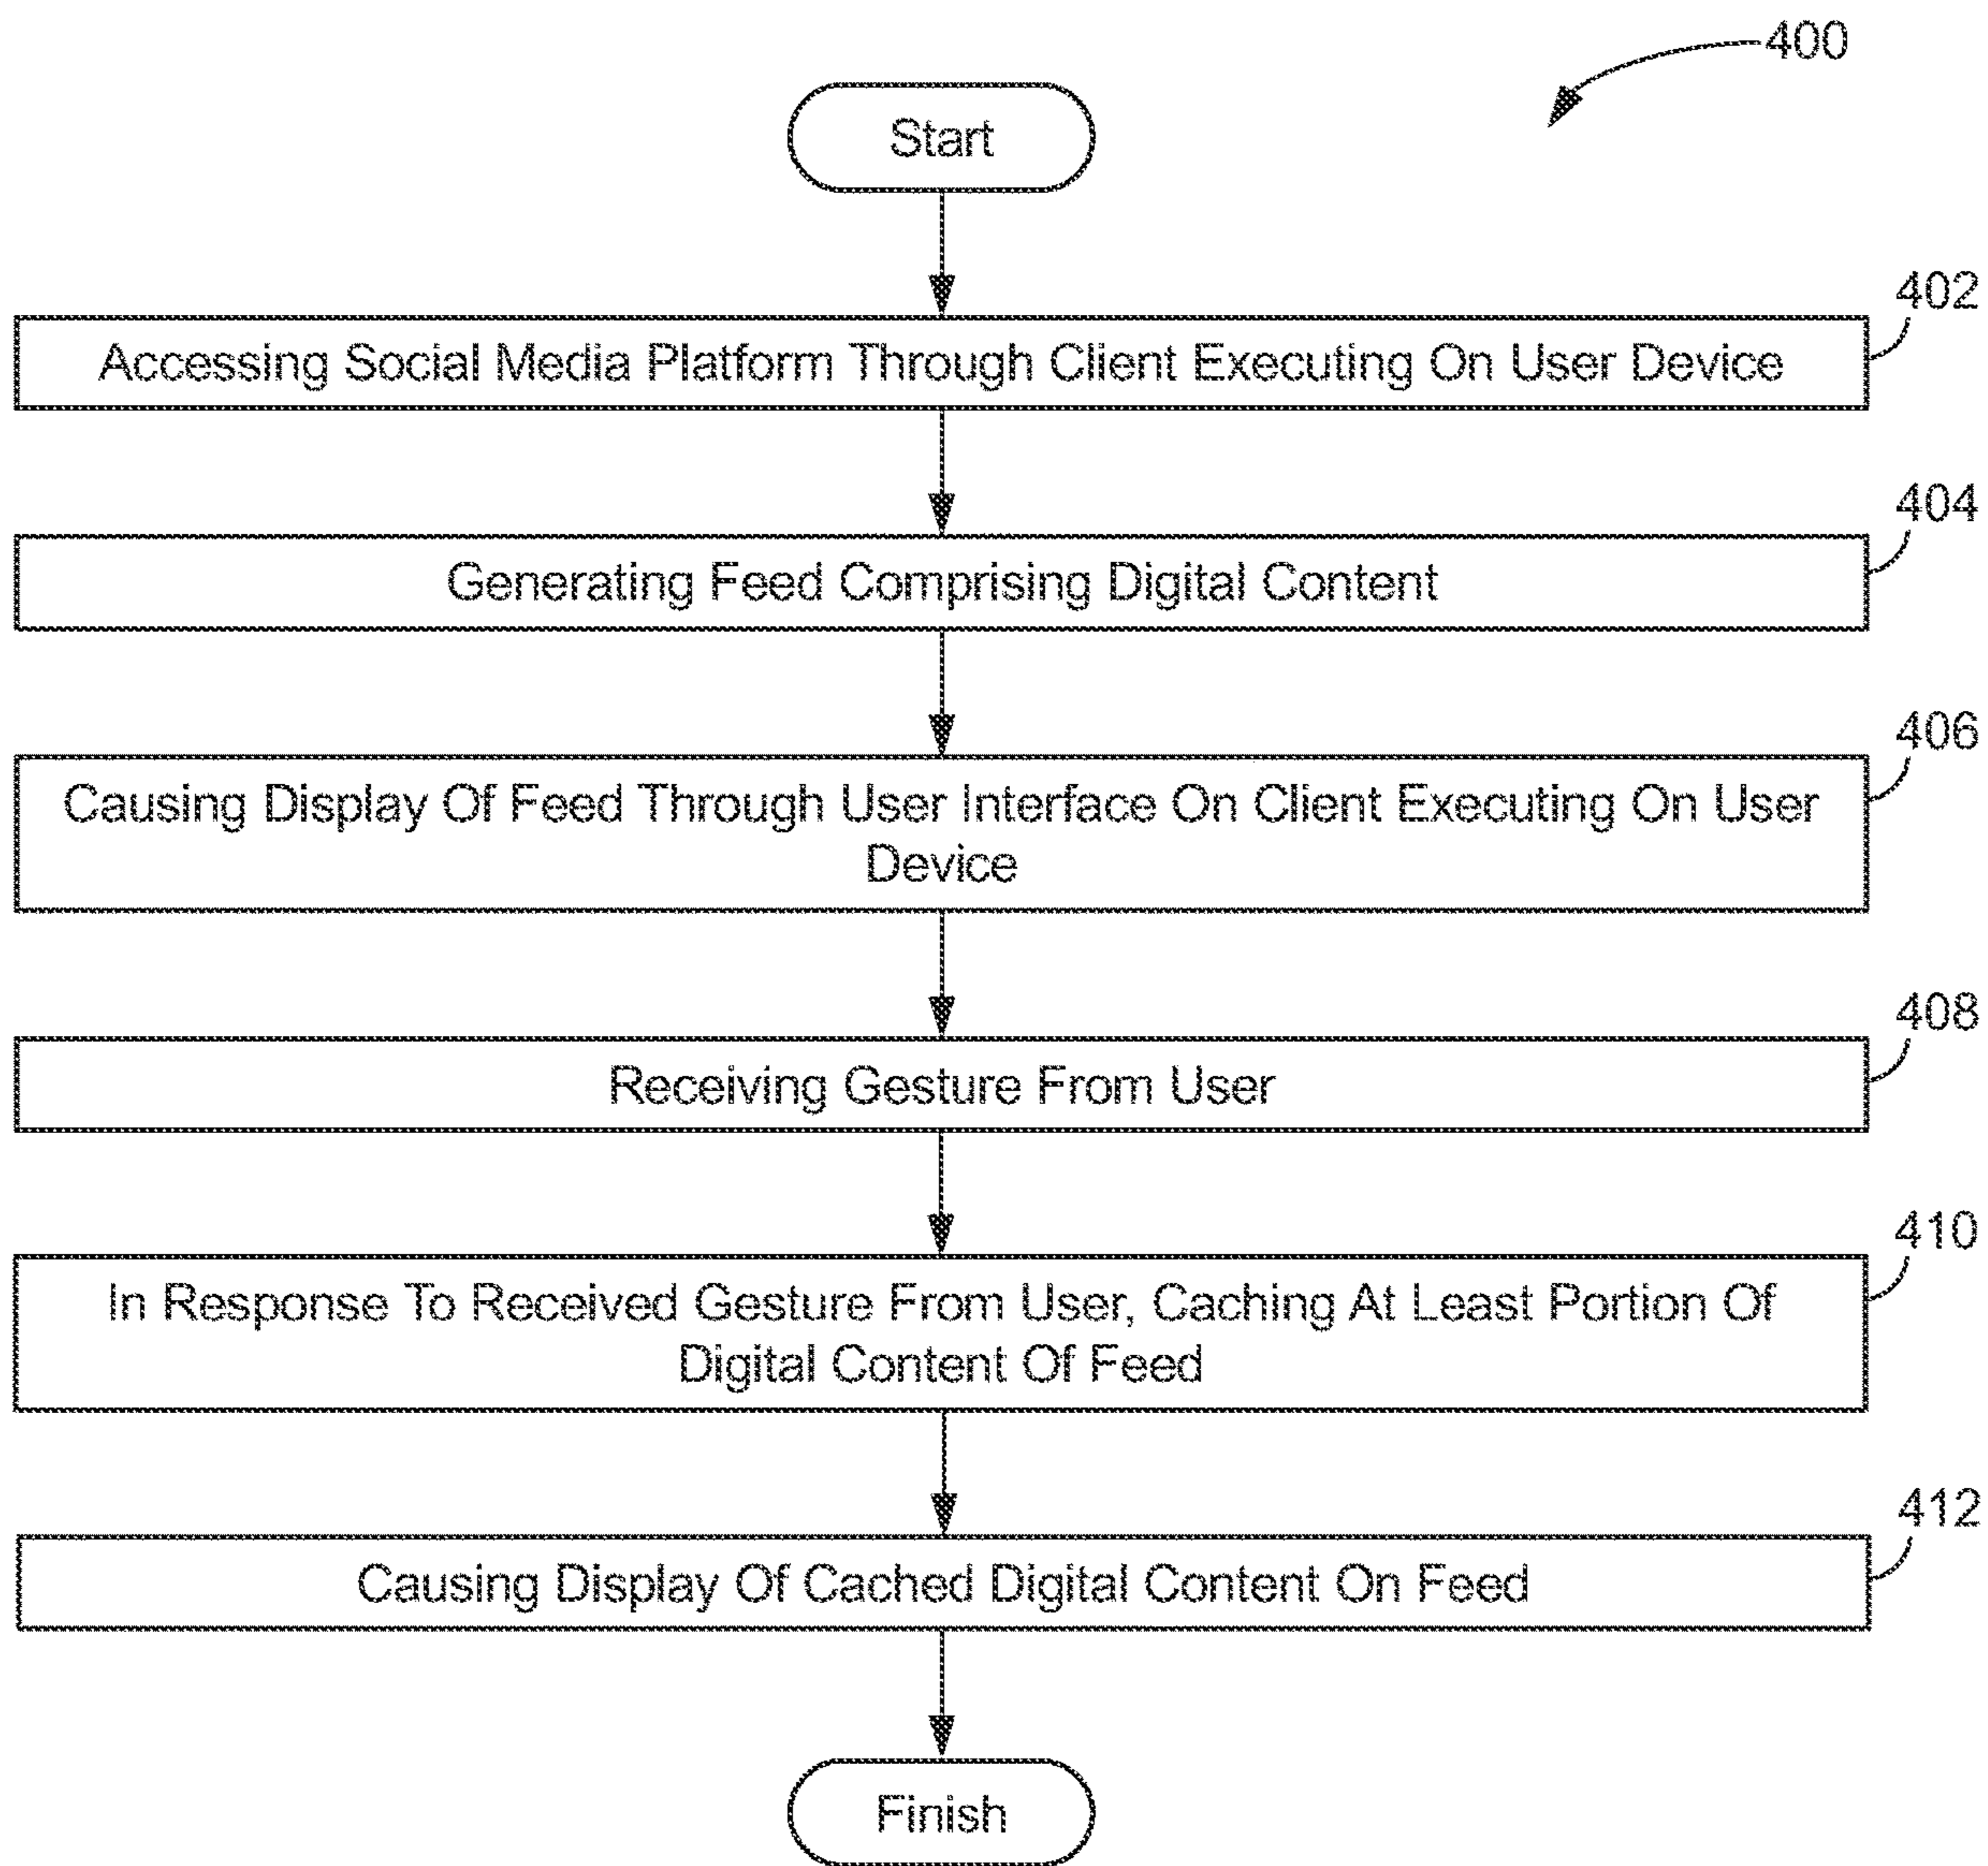 400
Start
402
Accessing Social Media Platform Through Client Executing On User Device
404
Generating Feed Comprising Digital Content
406
Causing Display Of Feed Through User Interface On Client Executing On User
Device
408
Receiving Gesture From User
410
In Response To Received Gesture From User, Caching At Least Portion Of
Digital Content Of Feed
412
Causing Display Of Cached Digital Content On Feed
Finish